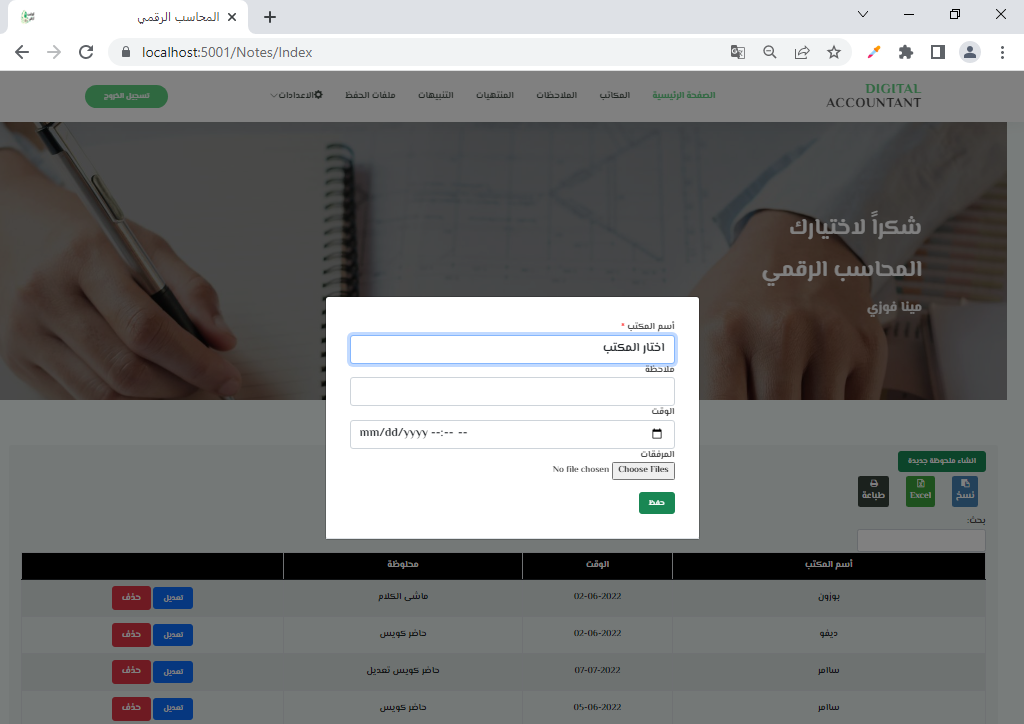 المحاسب الرقمي
localhost:5001/Notes/Index
DIGITAL
ACCOUNTANT
الصفحة الرئيسية
المكاتب
الملاحظات
المنتهيات
التنبيهات
ملفات الحفظ
الاعدادات
تسجيل الخروج
شكراً لاختيارك
المحاسب الرقمي
مينا فوزي
أسم المكتب *
اختار المكتب
ملاحظة
الوقت
mm/dd/yyyy --:-- --
المرفقات
Choose Files No file chosen
حفظ
انشاء ملحوظة جديدة
نسخ
Excel
طباعة
بحث:
أسم المكتب الوقت محلوظة
بوزون 02-06-2022 ماشى الكلام تعديل حذف
ديفو 02-06-2022 حاضر كويس تعديل حذف
سامر 07-07-2022 حاضر كويس تعديل تعديل حذف
سامر 05-06-2022 حاضر كويس تعديل حذف